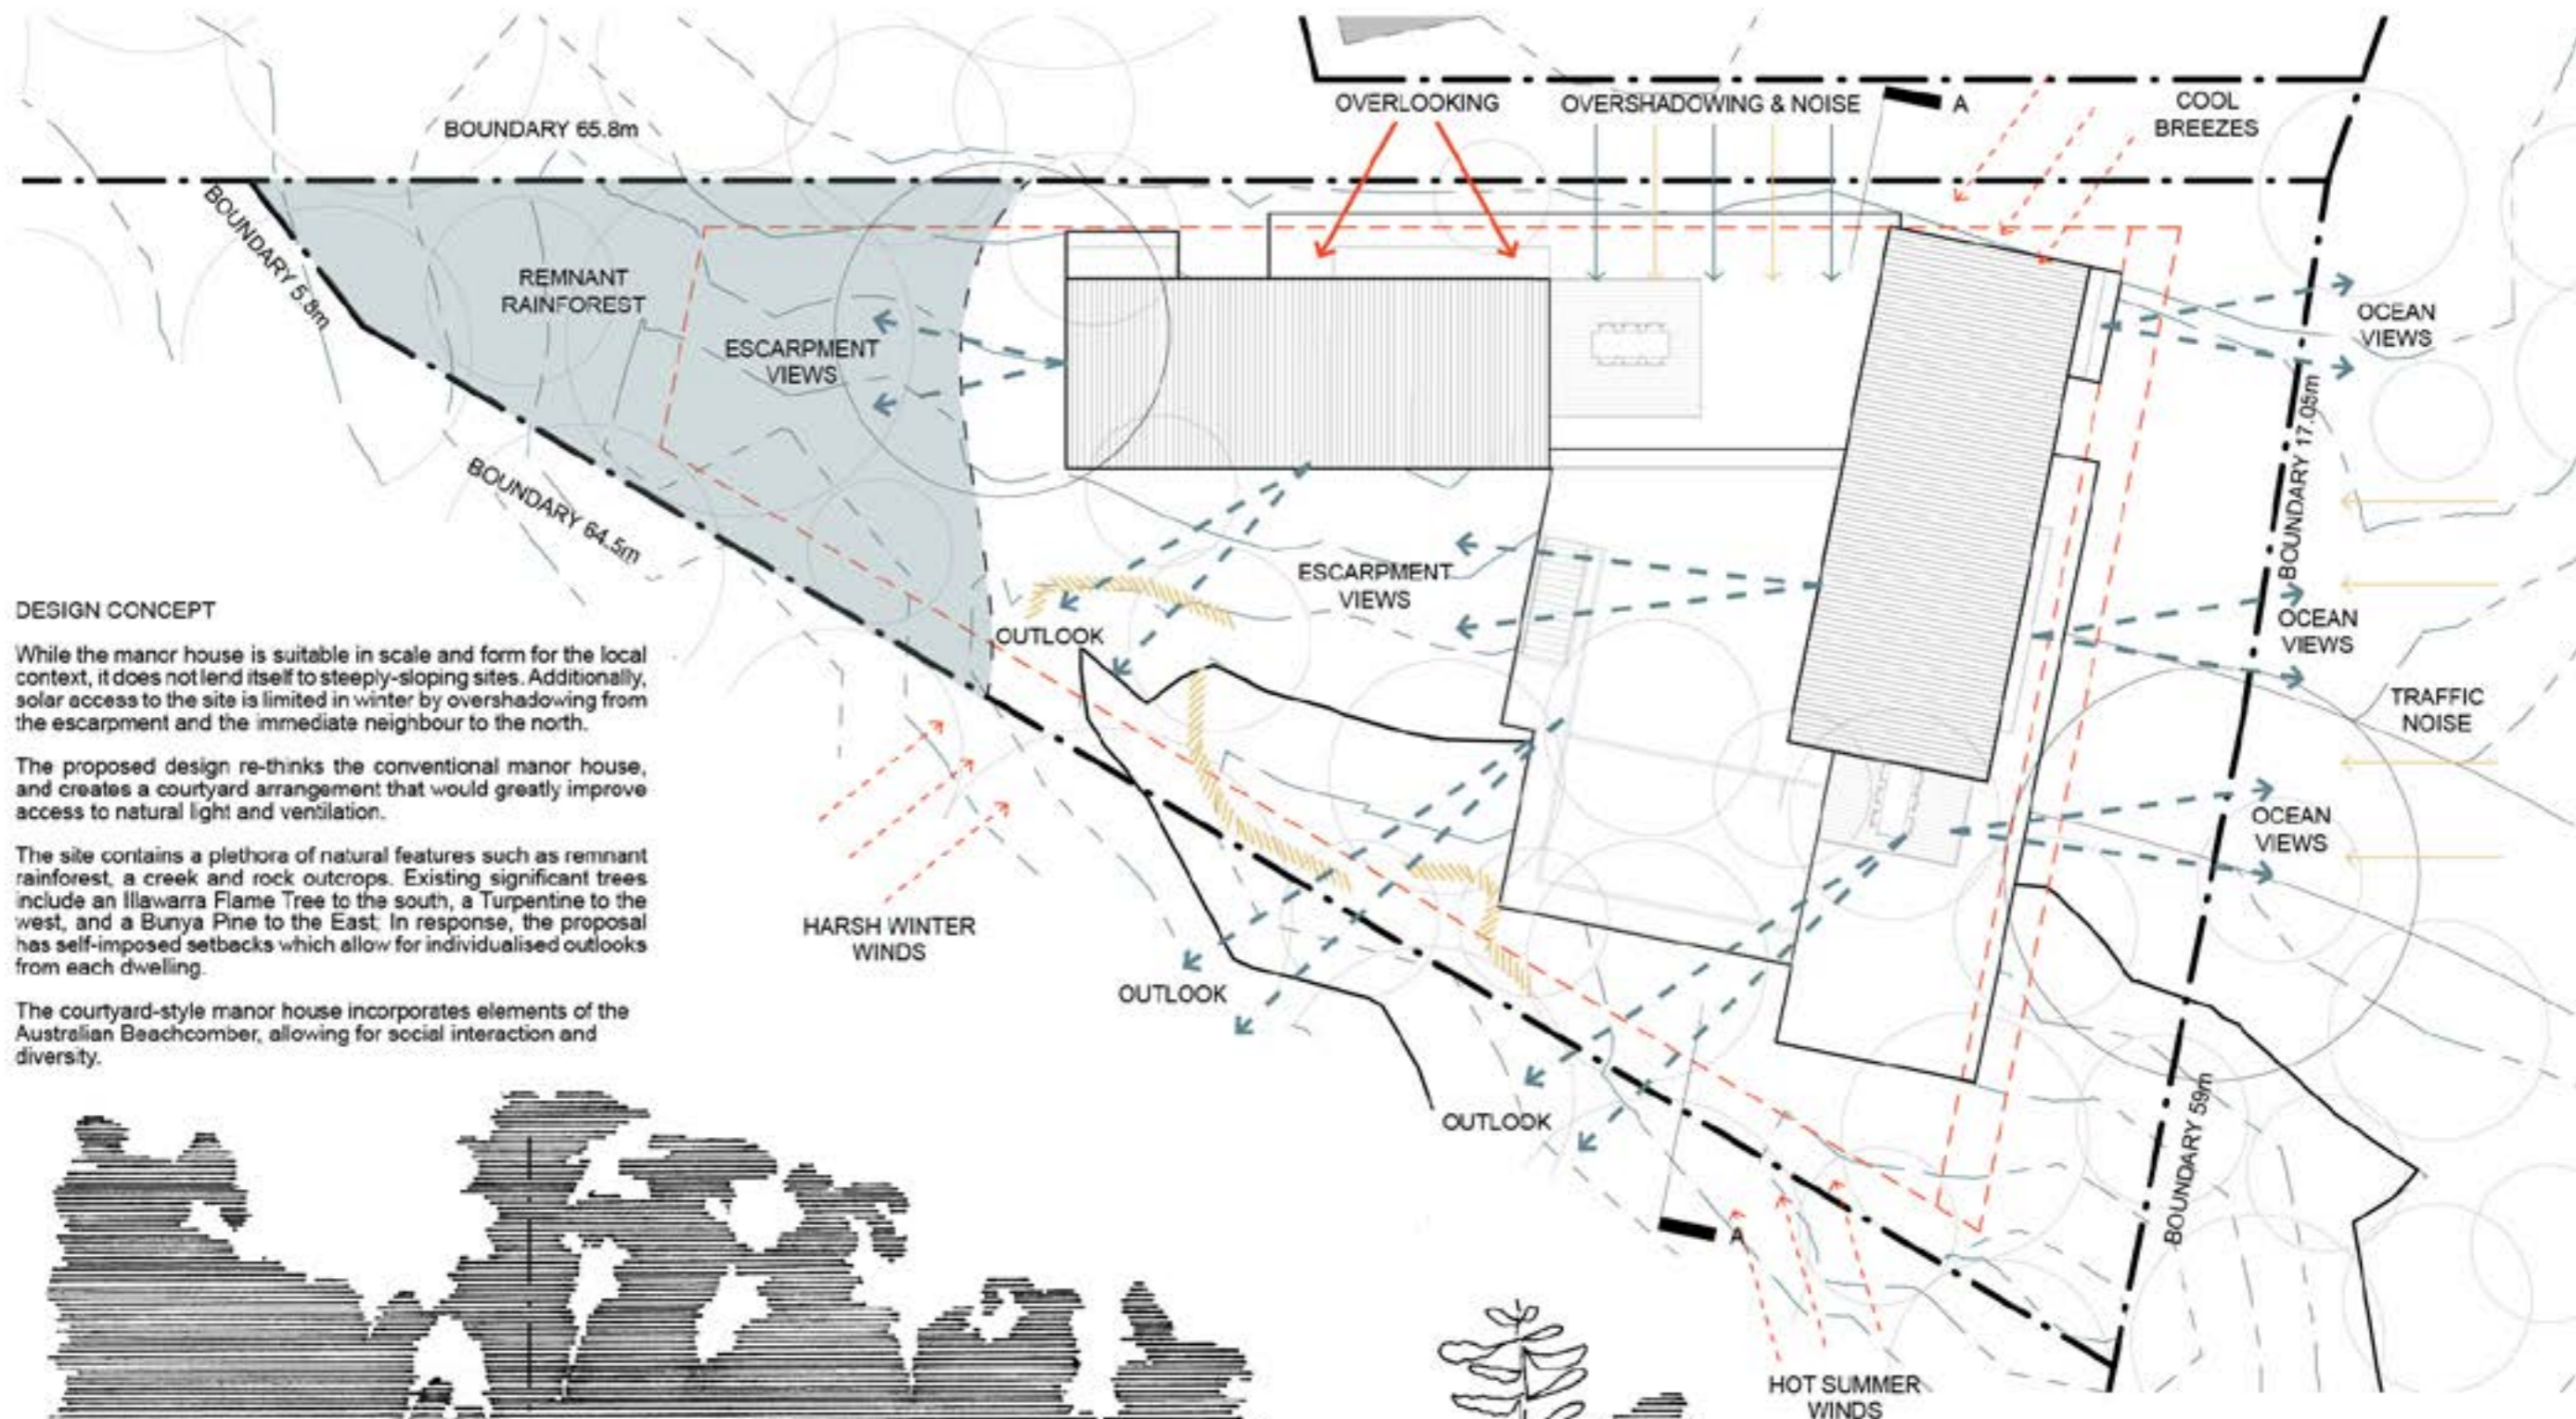 OVERLOOKING
OVERSHADOWING & NOISE
A
COOL
BREEZES
BOUNDARY 65.8m
BOUNDARY 5.8m
REMNANT
RAINFOREST
ESCARPMENT
VIEWS
OCEAN
VIEWS
BOUNDARY 17.05m
BOUNDARY 64.5m
ESCARPMENT
VIEWS
OUTLOOK
OCEAN
VIEWS
TRAFFIC
NOISE
OCEAN
VIEWS
HARSH WINTER
WINDS
OUTLOOK
OUTLOOK
BOUNDARY 59m
A
HOT SUMMER
WINDS
DESIGN CONCEPT
While the manor house is suitable in scale and form for the local
context, it does not lend itself to steeply-sloping sites. Additionally,
solar access to the site is limited in winter by overshadowing from
the escarpment and the immediate neighbour to the north.
The proposed design re-thinks the conventional manor house,
and creates a courtyard arrangement that would greatly improve
access to natural light and ventilation.
The site contains a plethora of natural features such as remnant
rainforest, a creek and rock outcrops. Existing significant trees
include an Illawarra Flame Tree to the south, a Turpentine to the
west, and a Bunya Pine to the East; In response, the proposal
has self-imposed setbacks which allow for individualised outlooks
from each dwelling.
The courtyard-style manor house incorporates elements of the
Australian Beachcomber, allowing for social interaction and
diversity.